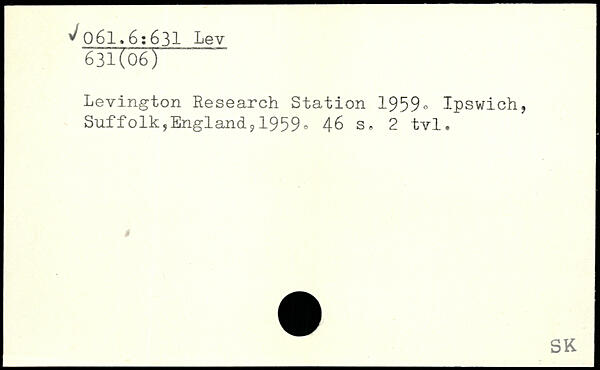 ✓ 061.6:631 Lev
631(06)
Levington Research Station 1959. Ipswich,
Suffolk,England,1959. 46 s. 2 tvl.
SK